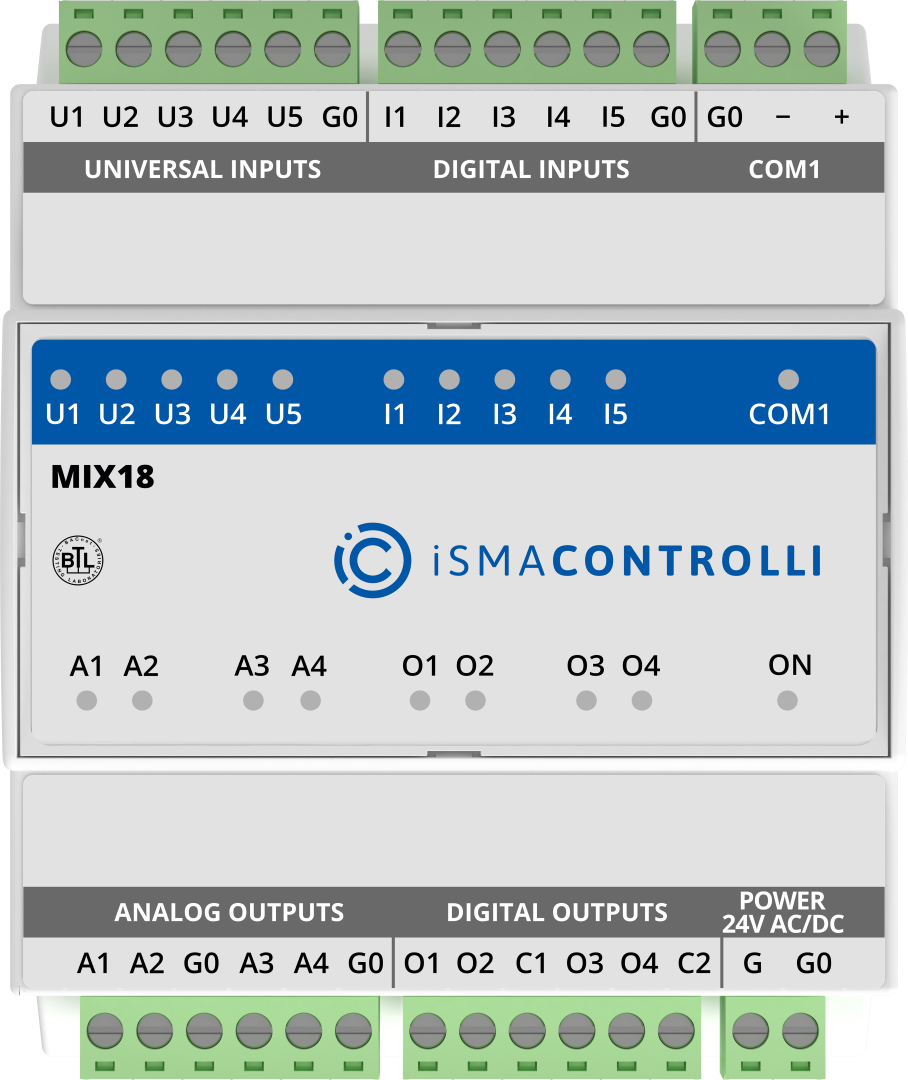 U1 U2 U3 U4 U5 G0 I1 I2 I3 I4 I5 G0 G0 − +
UNIVERSAL INPUTS DIGITAL INPUTS COM1
U1 U2 U3 U4 U5 I1 I2 I3 I4 I5 COM1
MIX18
BTL
iSMACONTROLLI
A1 A2 A3 A4 O1 O2 O3 O4 ON
ANALOG OUTPUTS DIGITAL OUTPUTS POWER
24V AC/DC
A1 A2 G0 A3 A4 G0 O1 O2 C1 O3 O4 C2 G G0